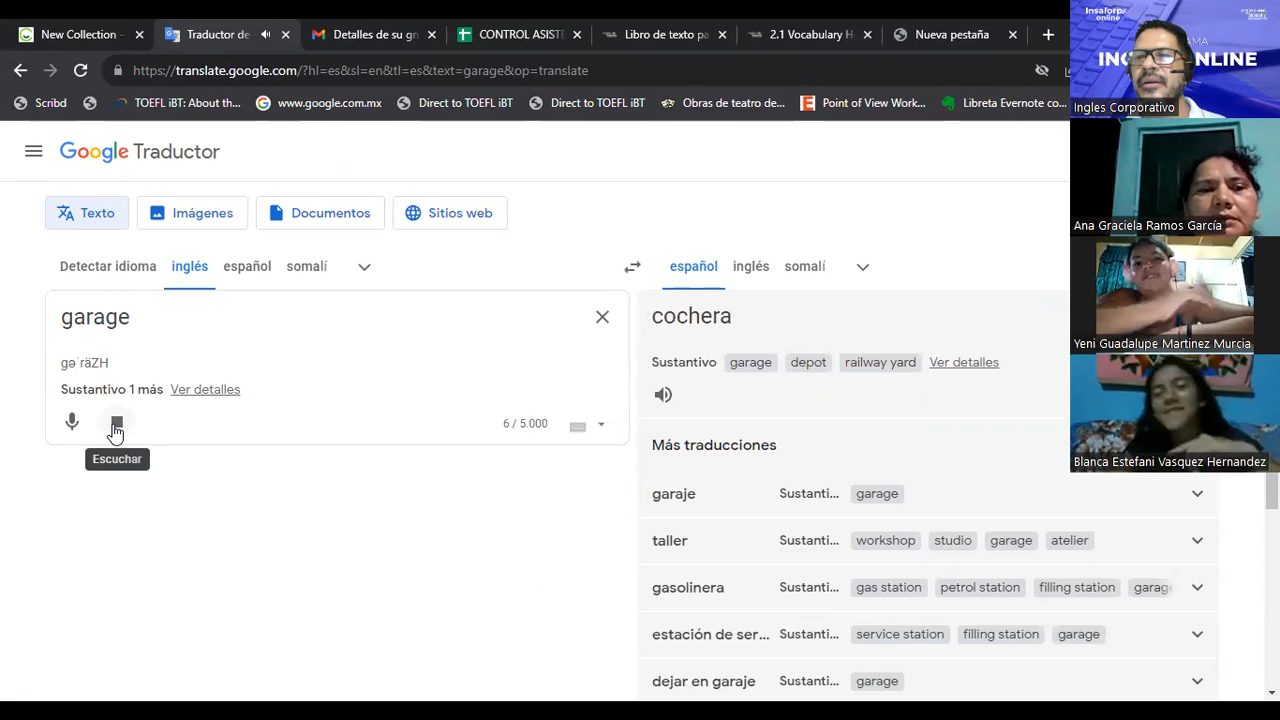 New Collection -
Traductor de
Detalles de su g
CONTROL ASIST
Libro de texto pa
2.1 Vocabulary H
Nueva pestaña
https://translate.google.com/?hl=es&sl=en&tl=es&text=garage&op=translate
Scribd
TOEFL iBT: About th...
www.google.com.mx
Direct to TOEFL iBT
Direct to TOEFL iBT
Obras de teatro de...
Point of View Work...
Libreta Evernote co...
Google Traductor
Texto
Imágenes
Documentos
Sitios web
Detectar idioma
inglés
español
somalí
español
inglés
somalí
garage
gəˈräZH
Sustantivo 1 más Ver detalles
6 / 5.000
Escuchar
cochera
Sustantivo garage depot railway yard Ver detalles
Más traducciones
garaje Sustanti... garage
taller Sustanti... workshop studio garage atelier
gasolinera Sustanti... gas station petrol station filling station garag
estación de ser... Sustanti... service station filling station garage
dejar en garaje Sustanti... garage
Insaforp
online
AMA
ING
ONLINE
Ingles Corporativo
Ana Graciela Ramos García
Yeni Guadalupe Martinez Murcia
Blanca Estefani Vasquez Hernandez